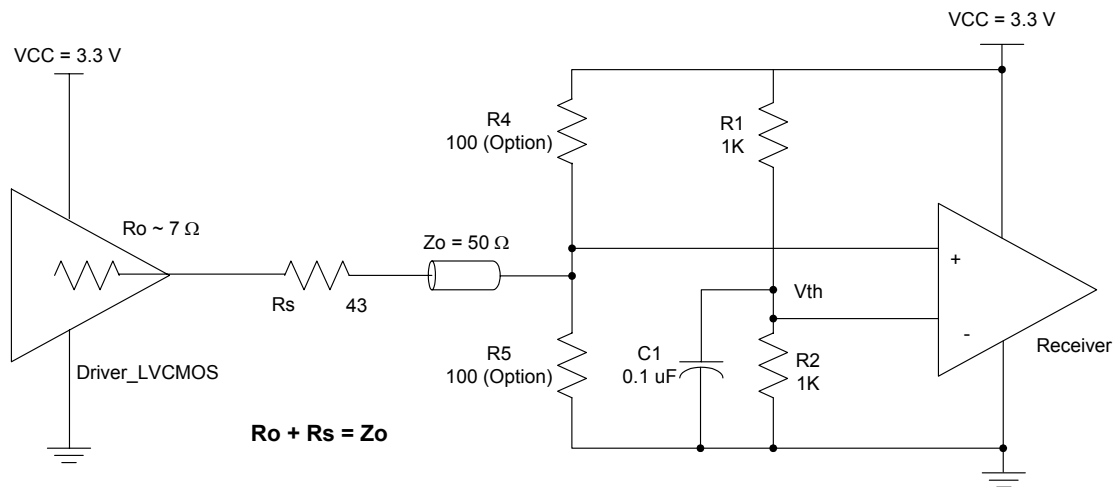 VCC = 3.3 V
VCC = 3.3 V
R4
100 (Option)
R1
1K
Ro ~ 7 Ω
Zo = 50 Ω
+
Rs
43
Vth
-
Receiver
R5
100 (Option)
C1
0.1 uF
R2
1K
Driver_LVCMOS
Ro + Rs = Zo